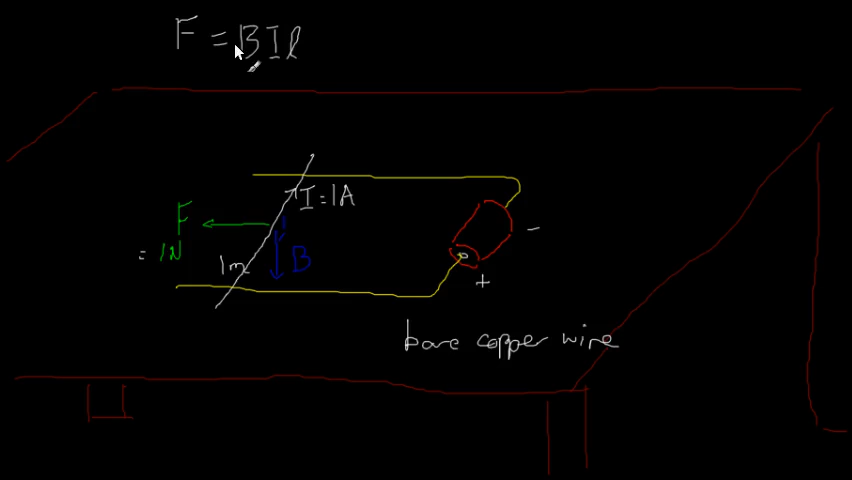 F = BIl
I = 1A
F
= 1N
1m
B
-
+
bare copper wire